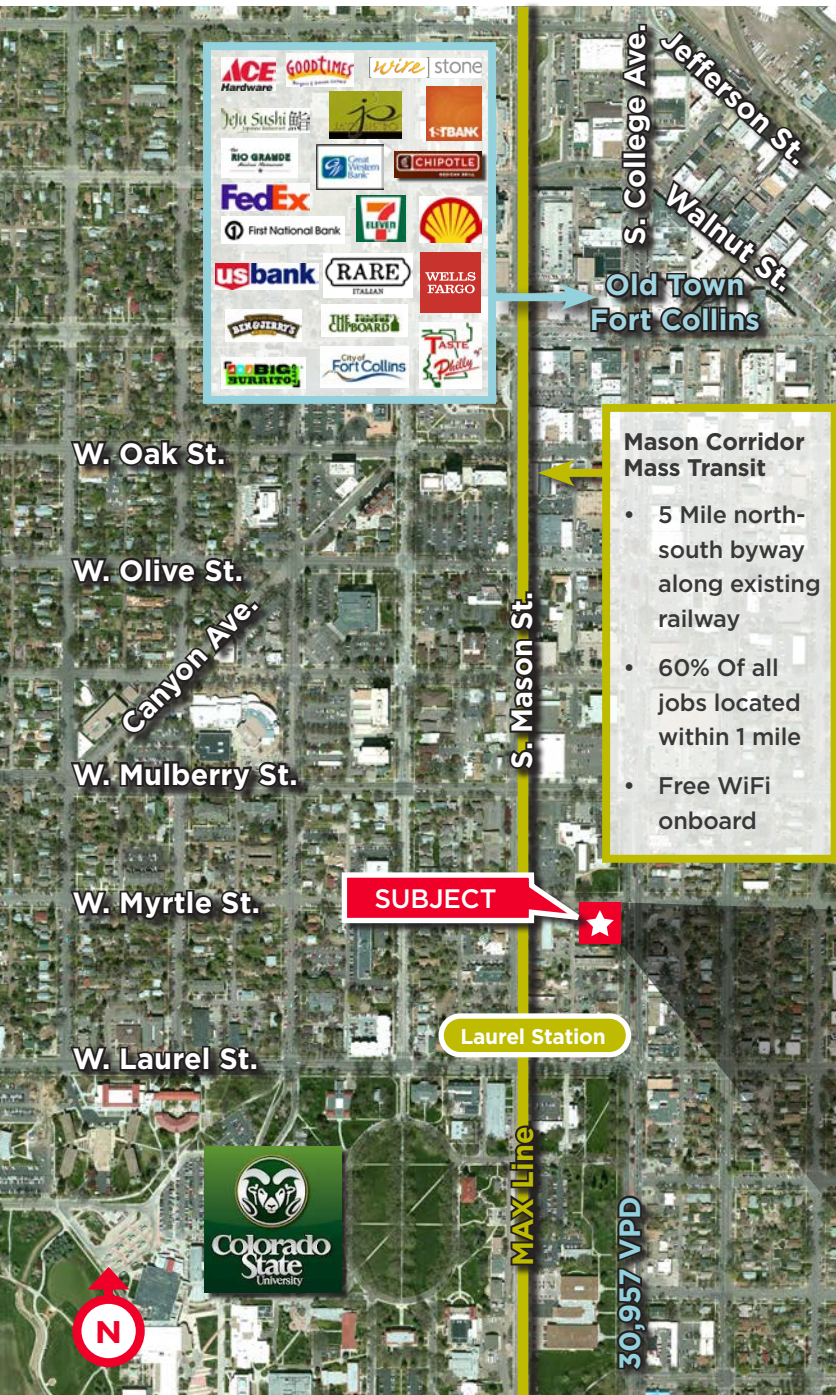 S. College Ave.
Jefferson St.
Walnut St.
ACE
Hardware
GOODTIMES
wire stone
Jeju Sushi
jp
1STBANK
THE
RIO GRANDE
Mexican Restaurant
Great
Western
Bank
CHIPOTLE
MEXICAN GRILL
FedEx
First National Bank
7
ELEVEN
usbank
RARE
ITALIAN
WELLS
FARGO
BEN & JERRY'S
THE
CUPBOARD
TASTE
of
Philly
BIG
BURRITO
City of
Fort Collins
Old Town
Fort Collins
W. Oak St.
W. Olive St.
Canyon Ave.
W. Mulberry St.
W. Myrtle St.
W. Laurel St.
S. Mason St.
Mason Corridor
Mass Transit
• 5 Mile north-
south byway
along existing
railway
• 60% Of all
jobs located
within 1 mile
• Free WiFi
onboard
SUBJECT
Laurel Station
MAX Line
30,957 VPD
Colorado
State
University
N